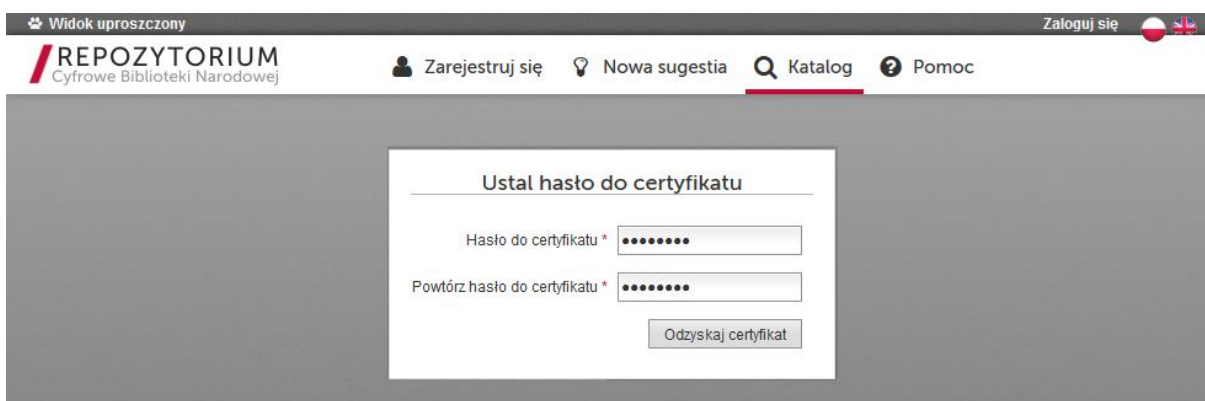 Widok uproszczony Zaloguj się
REPOZYTORIUM
Cyfrowe Biblioteki Narodowej
Zarejestruj się Nowa sugestia Katalog Pomoc
Ustal hasło do certyfikatu
Hasło do certyfikatu * ●●●●●●●●
Powtórz hasło do certyfikatu * ●●●●●●●●
Odzyskaj certyfikat